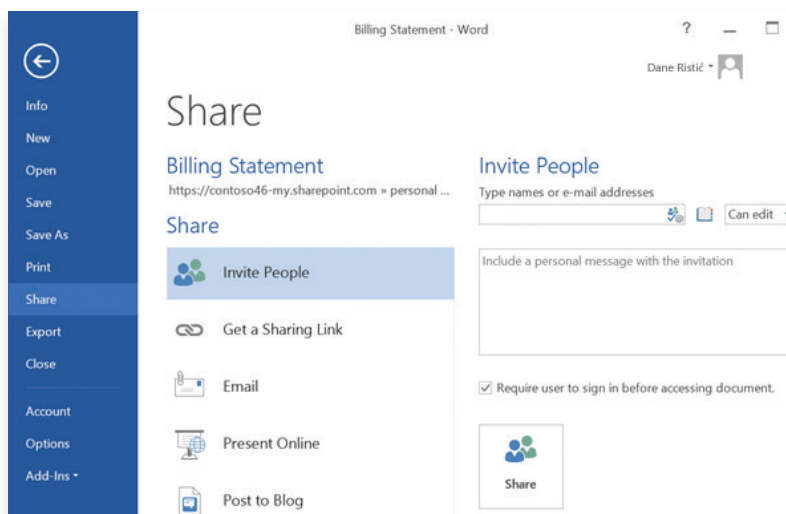 Billing Statement - Word
?
Dane Ristić
Info
New
Open
Save
Save As
Print
Share
Export
Close
Account
Options
Add-Ins
Share
Billing Statement
https://contoso46-my.sharepoint.com » personal ...
Share
Invite People
Get a Sharing Link
Email
Present Online
Post to Blog
Invite People
Type names or e-mail addresses
Can edit
Include a personal message with the invitation
Require user to sign in before accessing document.
Share